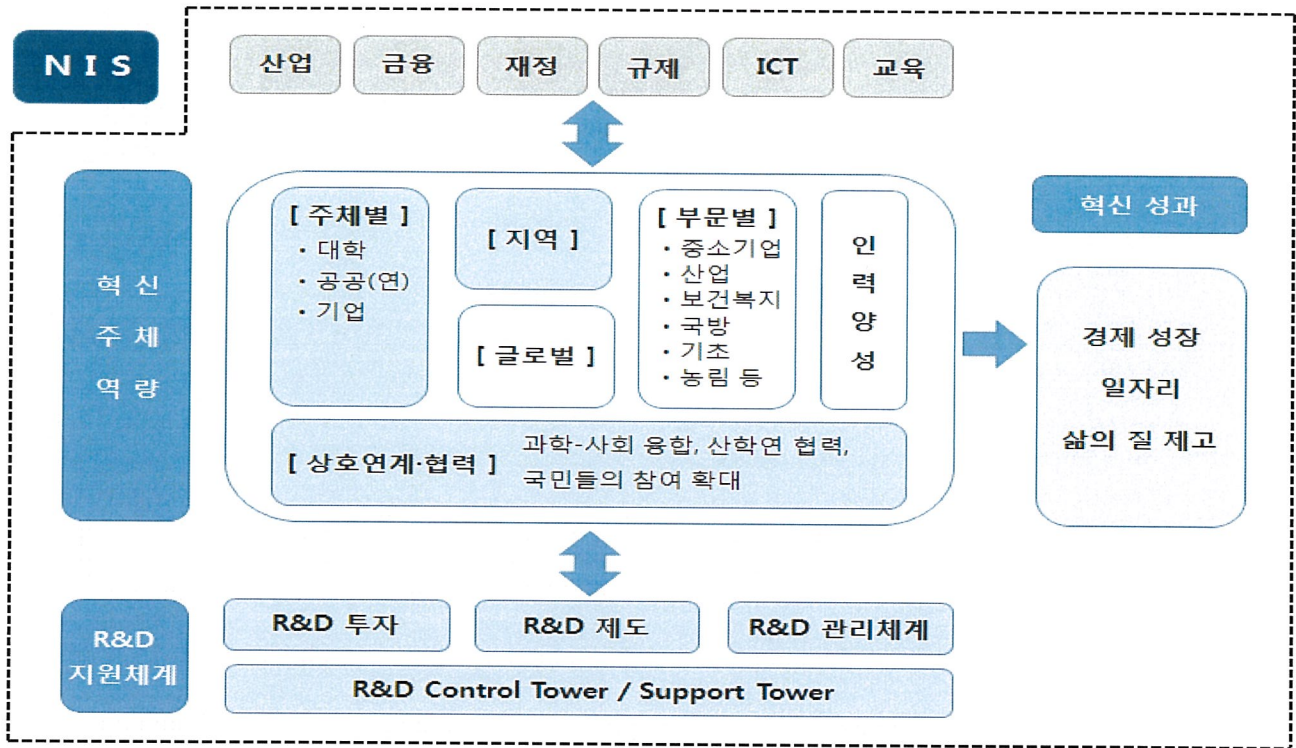 N I S
산업
금융
재정
규제
ICT
교육
혁 신
주 체
역 량
[ 주체별 ]
· 대학
· 공공(연)
· 기업
[ 지역 ]
[ 글로벌 ]
[ 부문별 ]
· 중소기업
· 산업
· 보건복지
· 국방
· 기초
· 농림 등
인
력
양
성
[ 상호연계·협력 ]
과학-사회 융합, 산학연 협력,
국민들의 참여 확대
혁신 성과
경제 성장
일자리
삶의 질 제고
R&D
지원체계
R&D 투자
R&D 제도
R&D 관리체계
R&D Control Tower / Support Tower